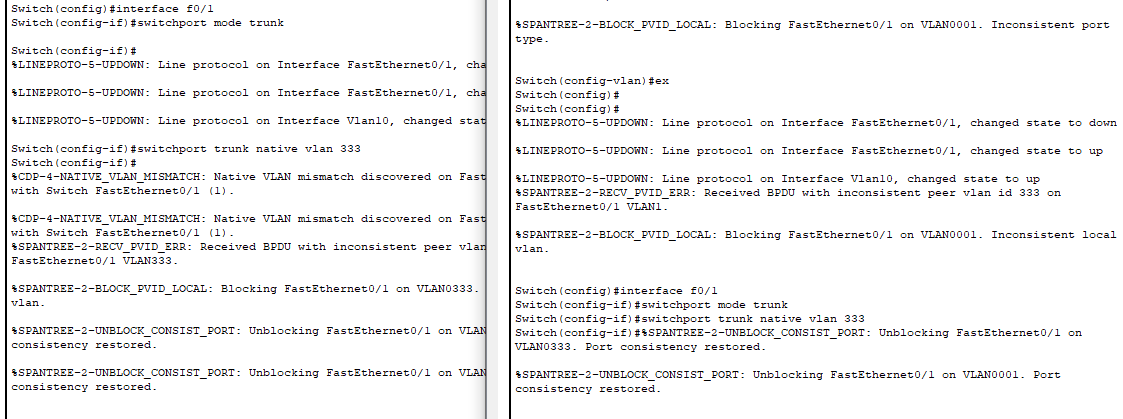 Switch(config)#interface f0/1
Switch(config-if)#switchport mode trunk
Switch(config-if)#
%LINEPROTO-5-UPDOWN: Line protocol on Interface FastEthernet0/1, cha
%LINEPROTO-5-UPDOWN: Line protocol on Interface FastEthernet0/1, cha
%LINEPROTO-5-UPDOWN: Line protocol on Interface Vlan10, changed stat
Switch(config-if)#switchport trunk native vlan 333
Switch(config-if)#
%CDP-4-NATIVE_VLAN_MISMATCH: Native VLAN mismatch discovered on Fast
with Switch FastEthernet0/1 (1).
%CDP-4-NATIVE_VLAN_MISMATCH: Native VLAN mismatch discovered on Fast
with Switch FastEthernet0/1 (1).
%SPANTREE-2-RECV_PVID_ERR: Received BPDU with inconsistent peer vlan
FastEthernet0/1 VLAN333.
%SPANTREE-2-BLOCK_PVID_LOCAL: Blocking FastEthernet0/1 on VLAN0333.
vlan.
%SPANTREE-2-UNBLOCK_CONSIST_PORT: Unblocking FastEthernet0/1 on VLAN
consistency restored.
%SPANTREE-2-UNBLOCK_CONSIST_PORT: Unblocking FastEthernet0/1 on VLAN
consistency restored.
%SPANTREE-2-BLOCK_PVID_LOCAL: Blocking FastEthernet0/1 on VLAN0001. Inconsistent port
type.
Switch(config-vlan)#ex
Switch(config)#
Switch(config)#
%LINEPROTO-5-UPDOWN: Line protocol on Interface FastEthernet0/1, changed state to down
%LINEPROTO-5-UPDOWN: Line protocol on Interface FastEthernet0/1, changed state to up
%LINEPROTO-5-UPDOWN: Line protocol on Interface Vlan10, changed state to up
%SPANTREE-2-RECV_PVID_ERR: Received BPDU with inconsistent peer vlan id 333 on
FastEthernet0/1 VLAN1.
%SPANTREE-2-BLOCK_PVID_LOCAL: Blocking FastEthernet0/1 on VLAN0001. Inconsistent local
vlan.
Switch(config)#interface f0/1
Switch(config-if)#switchport mode trunk
Switch(config-if)#switchport trunk native vlan 333
Switch(config-if)#%SPANTREE-2-UNBLOCK_CONSIST_PORT: Unblocking FastEthernet0/1 on
VLAN0333. Port consistency restored.
%SPANTREE-2-UNBLOCK_CONSIST_PORT: Unblocking FastEthernet0/1 on VLAN0001. Port
consistency restored.